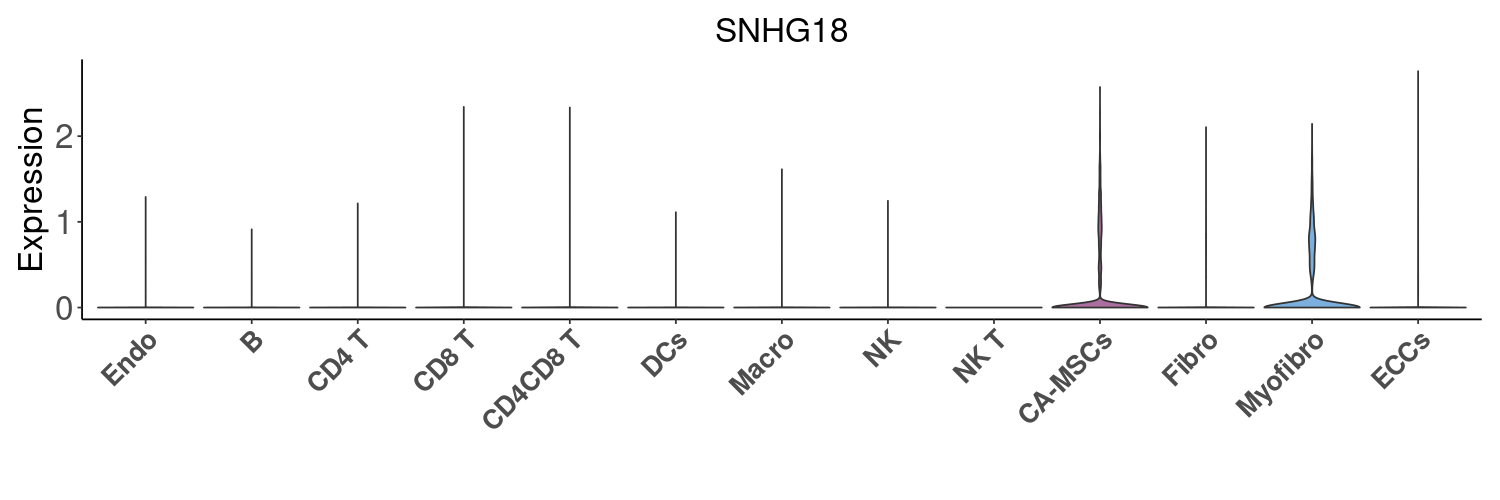 SNHG18
Expression
2
1
0
Endo
B
CD4 T
CD8 T
CD4CD8 T
DCs
Macro
NK
NK T
CA-MSCs
Fibro
Myofibro
ECCs